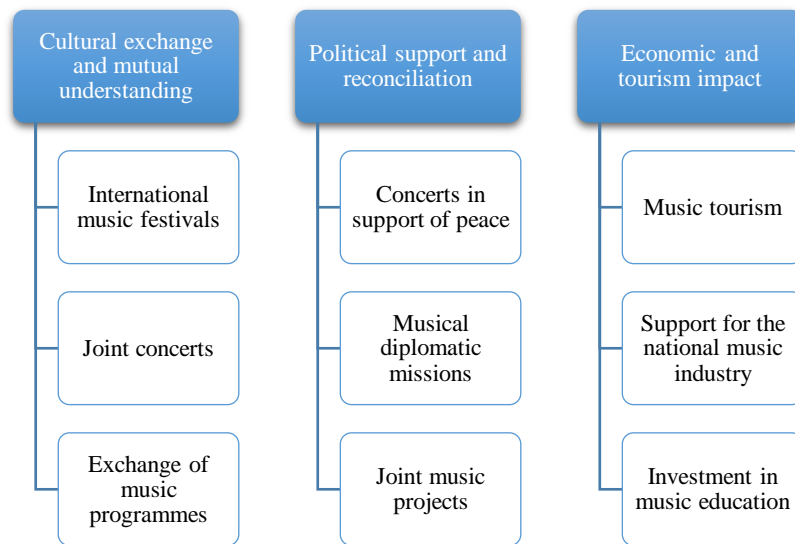 Cultural exchange
and mutual
understanding
International
music festivals
Joint concerts
Exchange of
music
programmes
Political support and
reconciliation
Concerts in
support of peace
Musical
diplomatic
missions
Joint music
projects
Economic and
tourism impact
Music tourism
Support for the
national music
industry
Investment in
music education